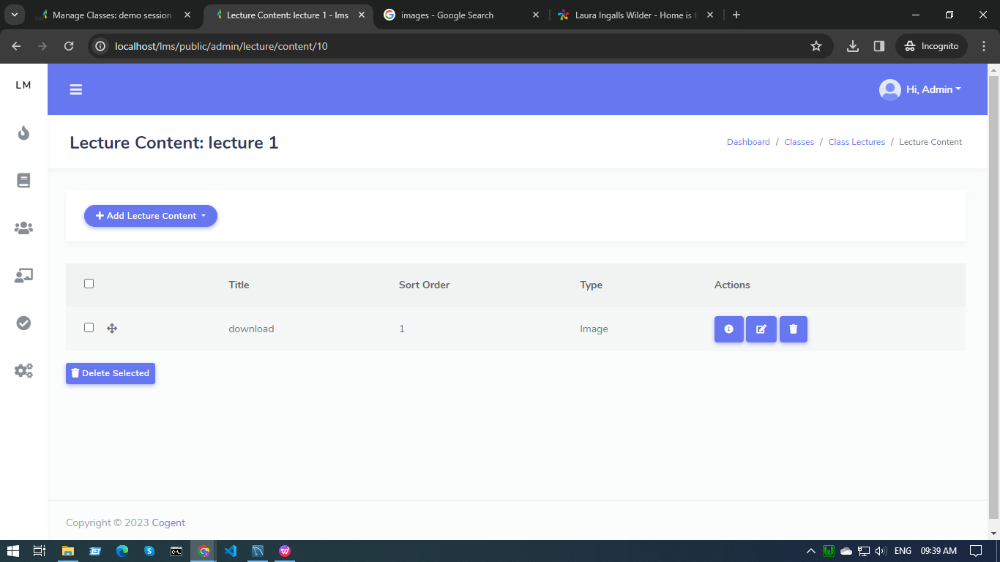 Manage Classes: demo session
Lecture Content: lecture 1 - lms
images - Google Search
Laura Ingalls Wilder - Home is t
localhost/lms/public/admin/lecture/content/10
Incognito
LM
Hi, Admin
Lecture Content: lecture 1
Dashboard / Classes / Class Lectures / Lecture Content
Add Lecture Content
Title Sort Order Type Actions
download 1 Image
Delete Selected
Copyright © 2023 Cogent
ENG 09:39 AM